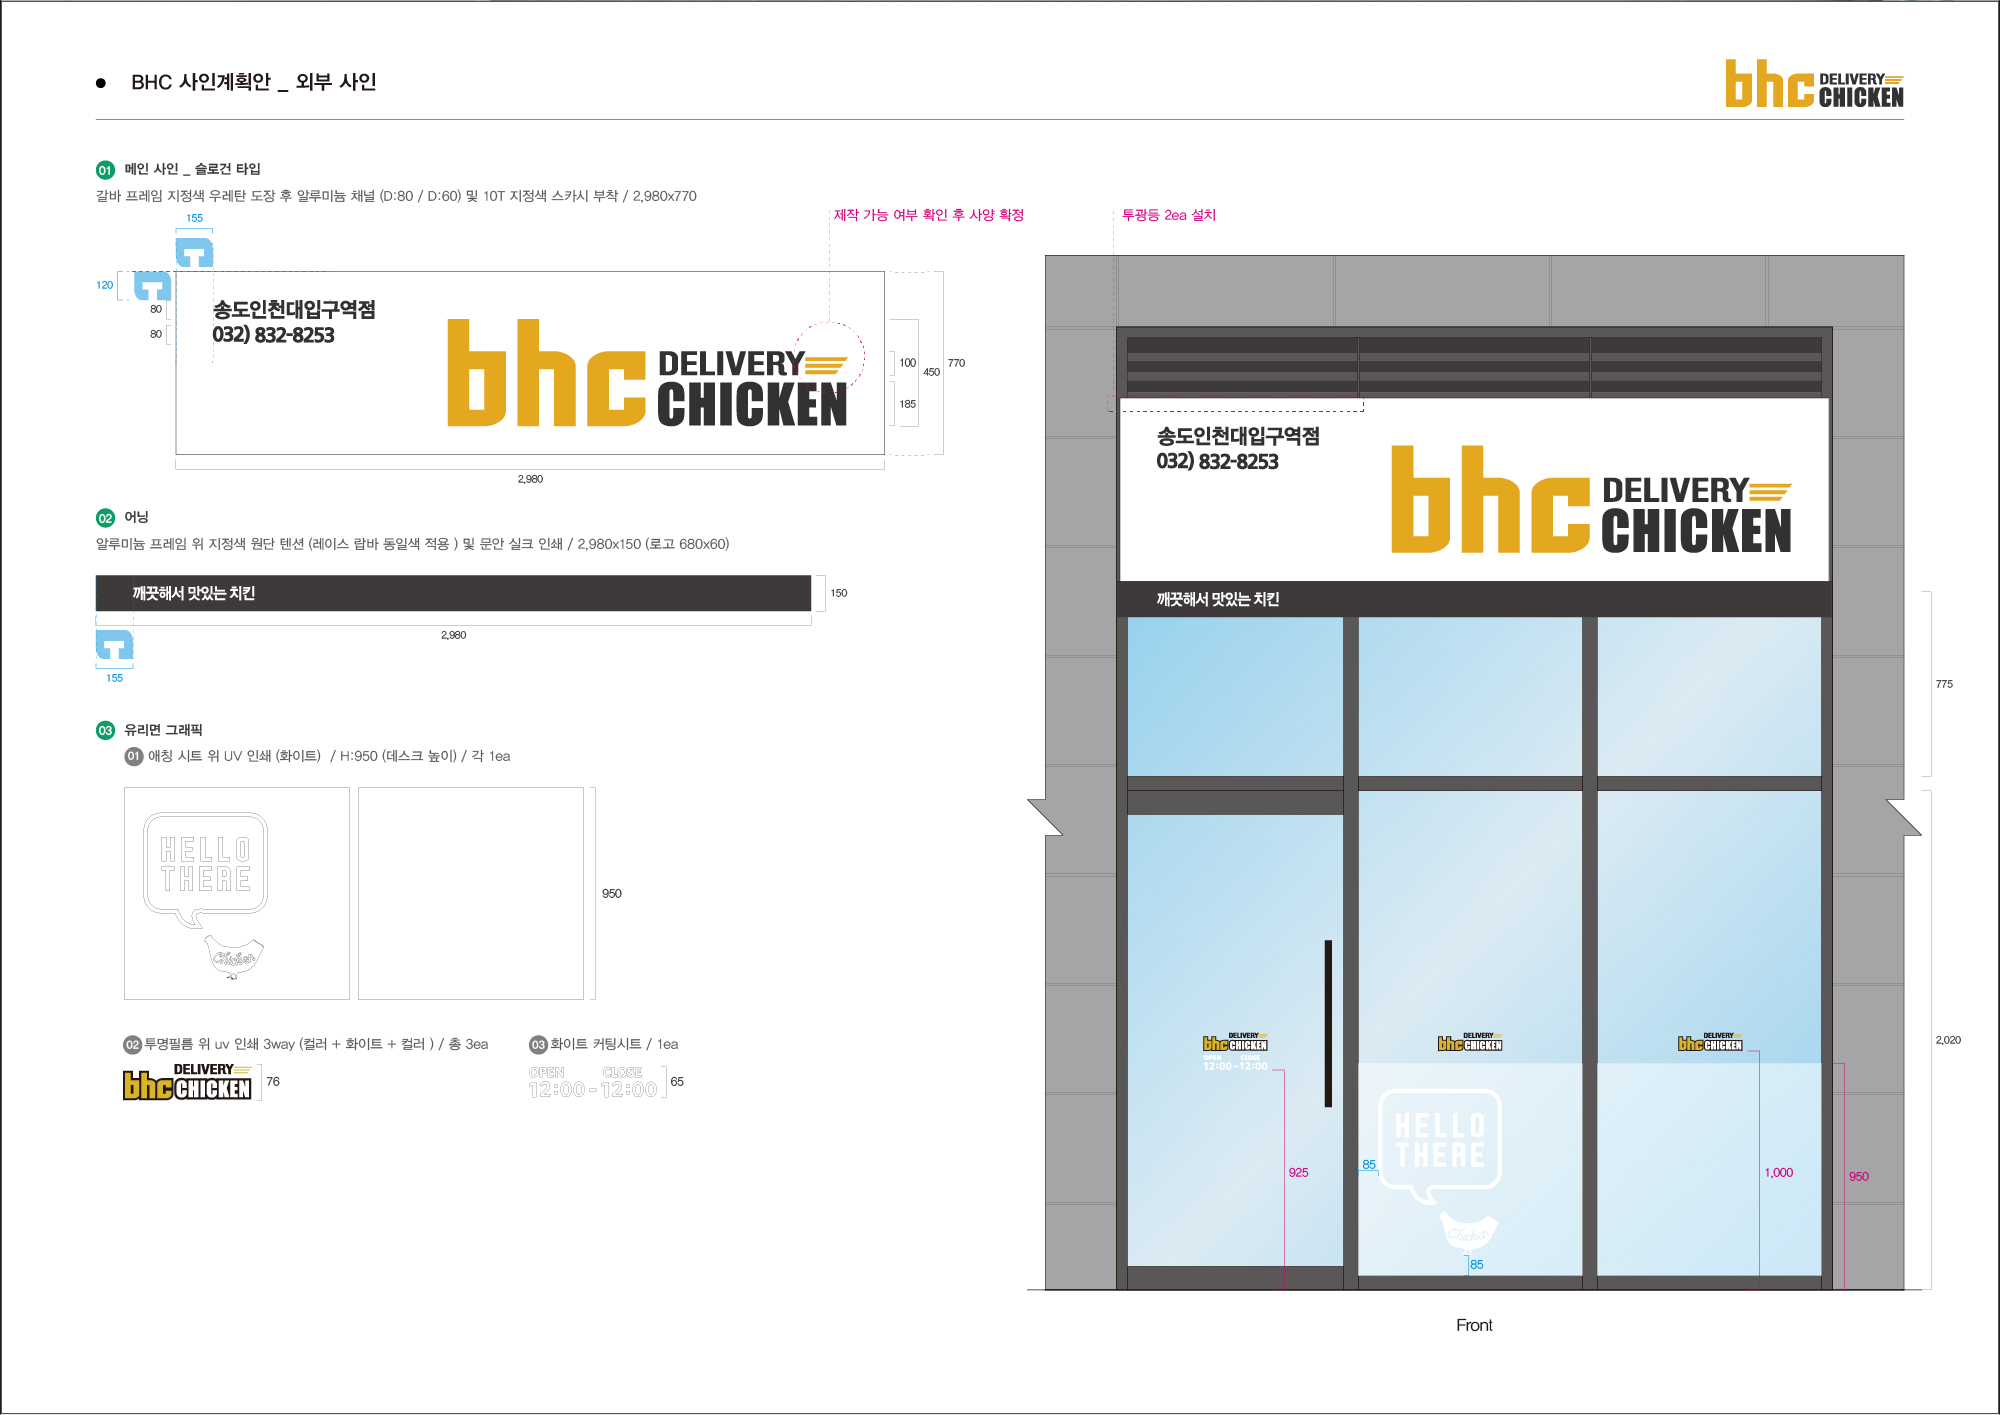 BHC 사인계획안 _ 외부 사인
bhc DELIVERY CHICKEN
01 메인 사인 _ 슬로건 타입
갈바 프레임 지정색 우레탄 도장 후 알루미늄 채널 (D:80 / D:60) 및 10T 지정색 스카시 부착 / 2,980x770
155
제작 가능 여부 확인 후 사양 확정
120
80
80
송도인천대입구역점
032) 832-8253
bhc DELIVERY CHICKEN
100
185
450
770
2,980
02 어닝
알루미늄 프레임 위 지정색 원단 텐션 (레이스 랍바 동일색 적용 ) 및 문안 실크 인쇄 / 2,980x150 (로고 680x60)
깨끗해서 맛있는 치킨
150
2,980
155
03 유리면 그래픽
01 애칭 시트 위 UV 인쇄 (화이트) / H:950 (데스크 높이) / 각 1ea
HELLO
THERE
Chicken
950
02 투명필름 위 uv 인쇄 3way (컬러 + 화이트 + 컬러 ) / 총 3ea
bhc DELIVERY CHICKEN
76
03 화이트 커팅시트 / 1ea
OPEN CLOSE
12:00-12:00
65
투광등 2ea 설치
송도인천대입구역점
032) 832-8253
bhc DELIVERY CHICKEN
깨끗해서 맛있는 치킨
775
2,020
bhc DELIVERY CHICKEN
OPEN CLOSE
12:00-12:00
bhc DELIVERY CHICKEN
bhc DELIVERY CHICKEN
HELLO
THERE
Chicken
85
85
925
1,000
950
Front